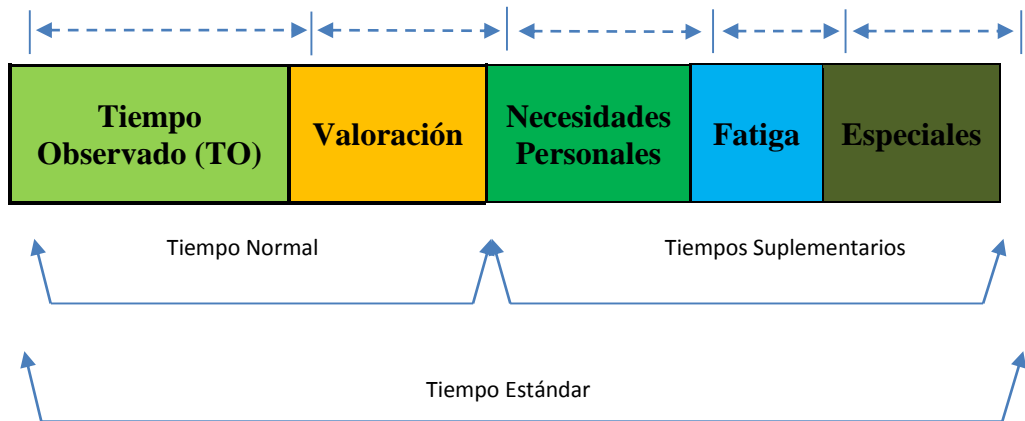 Tiempo
Observado (TO)
Valoración
Necesidades
Personales
Fatiga
Especiales
Tiempo Normal
Tiempos Suplementarios
Tiempo Estándar